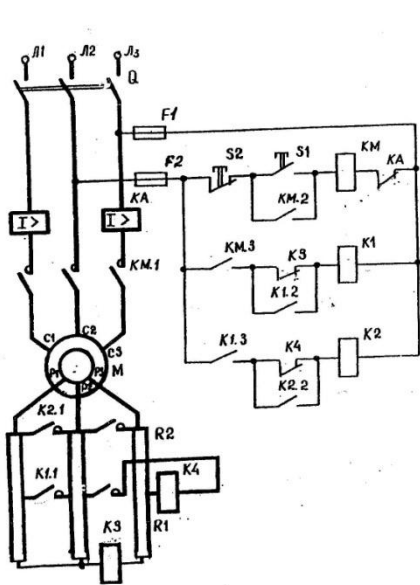 Л1 Л2 Л3
Q
F1
F2
S2 S1 KM KA
KA
KM.2
I> I>
KM.1
KM.3 K3 K1
K1.2
C1 C2 C3
P1 P2 P3 M
K1.3 K4 K2
K2.2
K2.1
R2
K1.1 K4
R1
K3